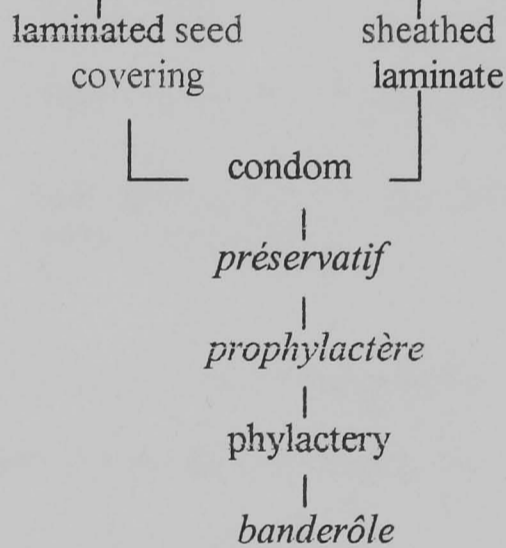 laminated seed
covering
sheathed
laminate
condom
préservatif
prophylactère
phylactery
banderôle